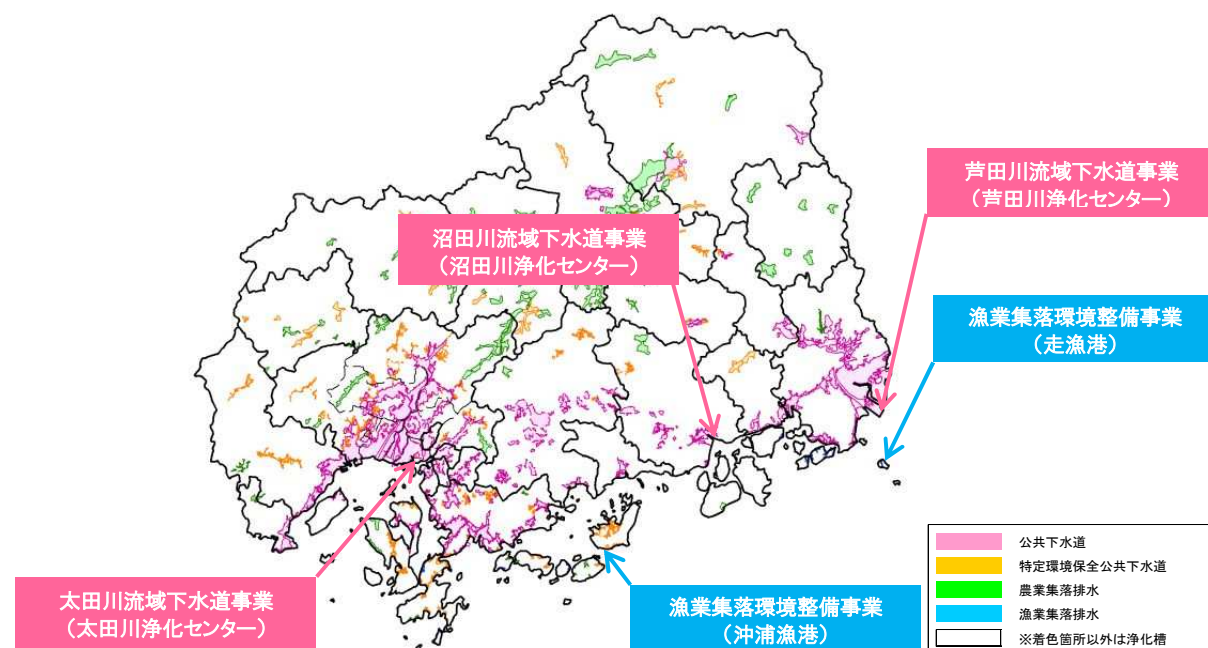 芦田川流域下水道事業
（芦田川浄化センター）
沼田川流域下水道事業
（沼田川浄化センター）
漁業集落環境整備事業
（走漁港）
太田川流域下水道事業
（太田川浄化センター）
漁業集落環境整備事業
（沖浦漁港）
公共下水道
特定環境保全公共下水道
農業集落排水
漁業集落排水
※着色箇所以外は浄化槽